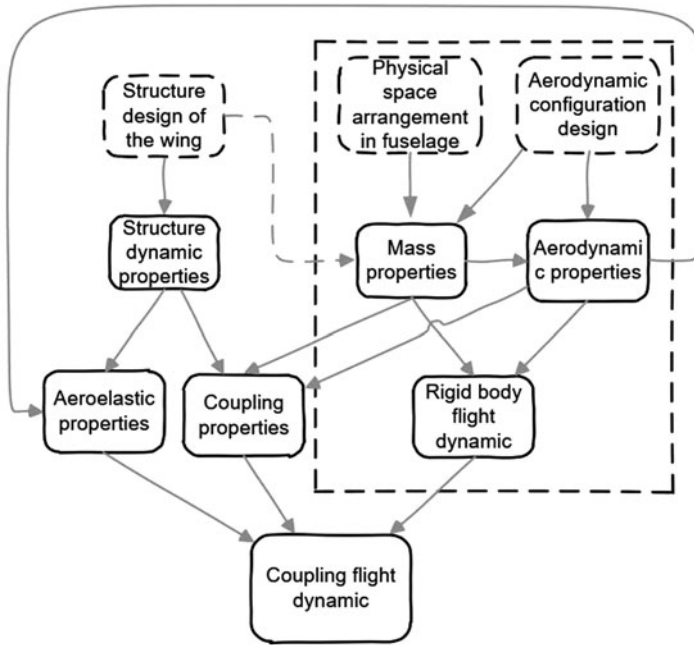 Physical
space
arrangement
in fuselage
Aerodynamic
configuration
design
Structure
design of
the wing
Structure
dynamic
properties
Mass
properties
Aerodynami
c properties
Aeroelastic
properties
Coupling
properties
Rigid body
flight
dynamic
Coupling flight
dynamic